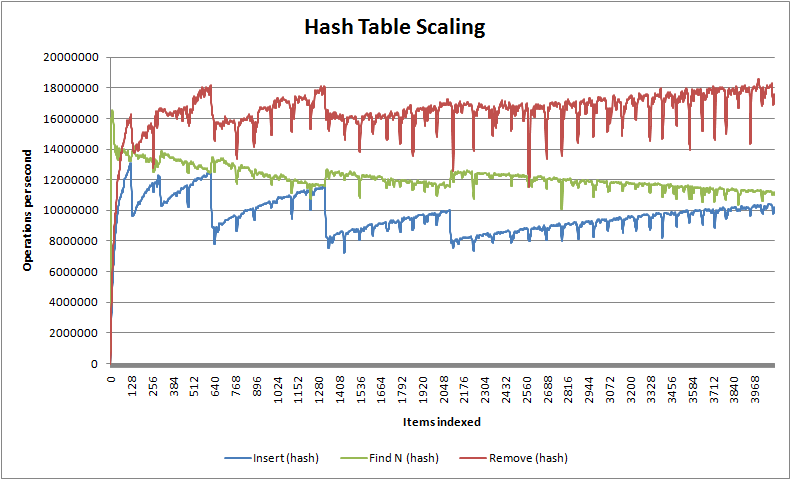 Hash Table Scaling
Operations per second
20000000
18000000
16000000
14000000
12000000
10000000
8000000
6000000
4000000
2000000
0
0 128 256 384 512 640 768 896 1024 1152 1280 1408 1536 1664 1792 1920 2048 2176 2304 2432 2560 2688 2816 2944 3072 3200 3328 3456 3584 3712 3840 3968
Items indexed
Insert (hash) Find N (hash) Remove (hash)